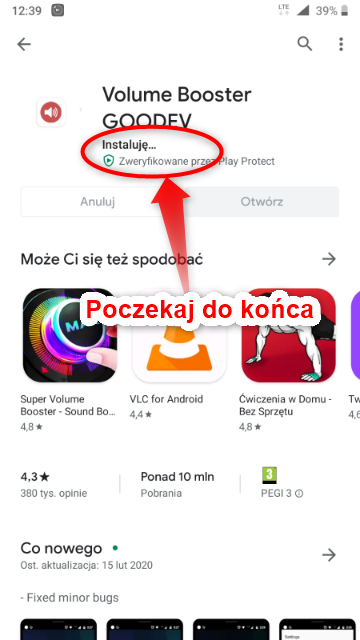 12:39
LTE
39%
Volume Booster
GOODEV
Instaluję...
Zweryfikowane przez Play Protect
Anuluj
Otwórz
Może Ci się też spodobać
Poczekaj do końca
MAX
Super Volume
Booster - Sound Bo...
4,8★
VLC for Android
4,4★
Ćwiczenia w Domu -
Bez Sprzętu
4,8★
Tw
4,6
4,3★
380 tys. opinie
Ponad 10 mln
Pobrania
3
PEGI 3
Co nowego
Ost. aktualizacja: 15 lut 2020
- Fixed minor bugs